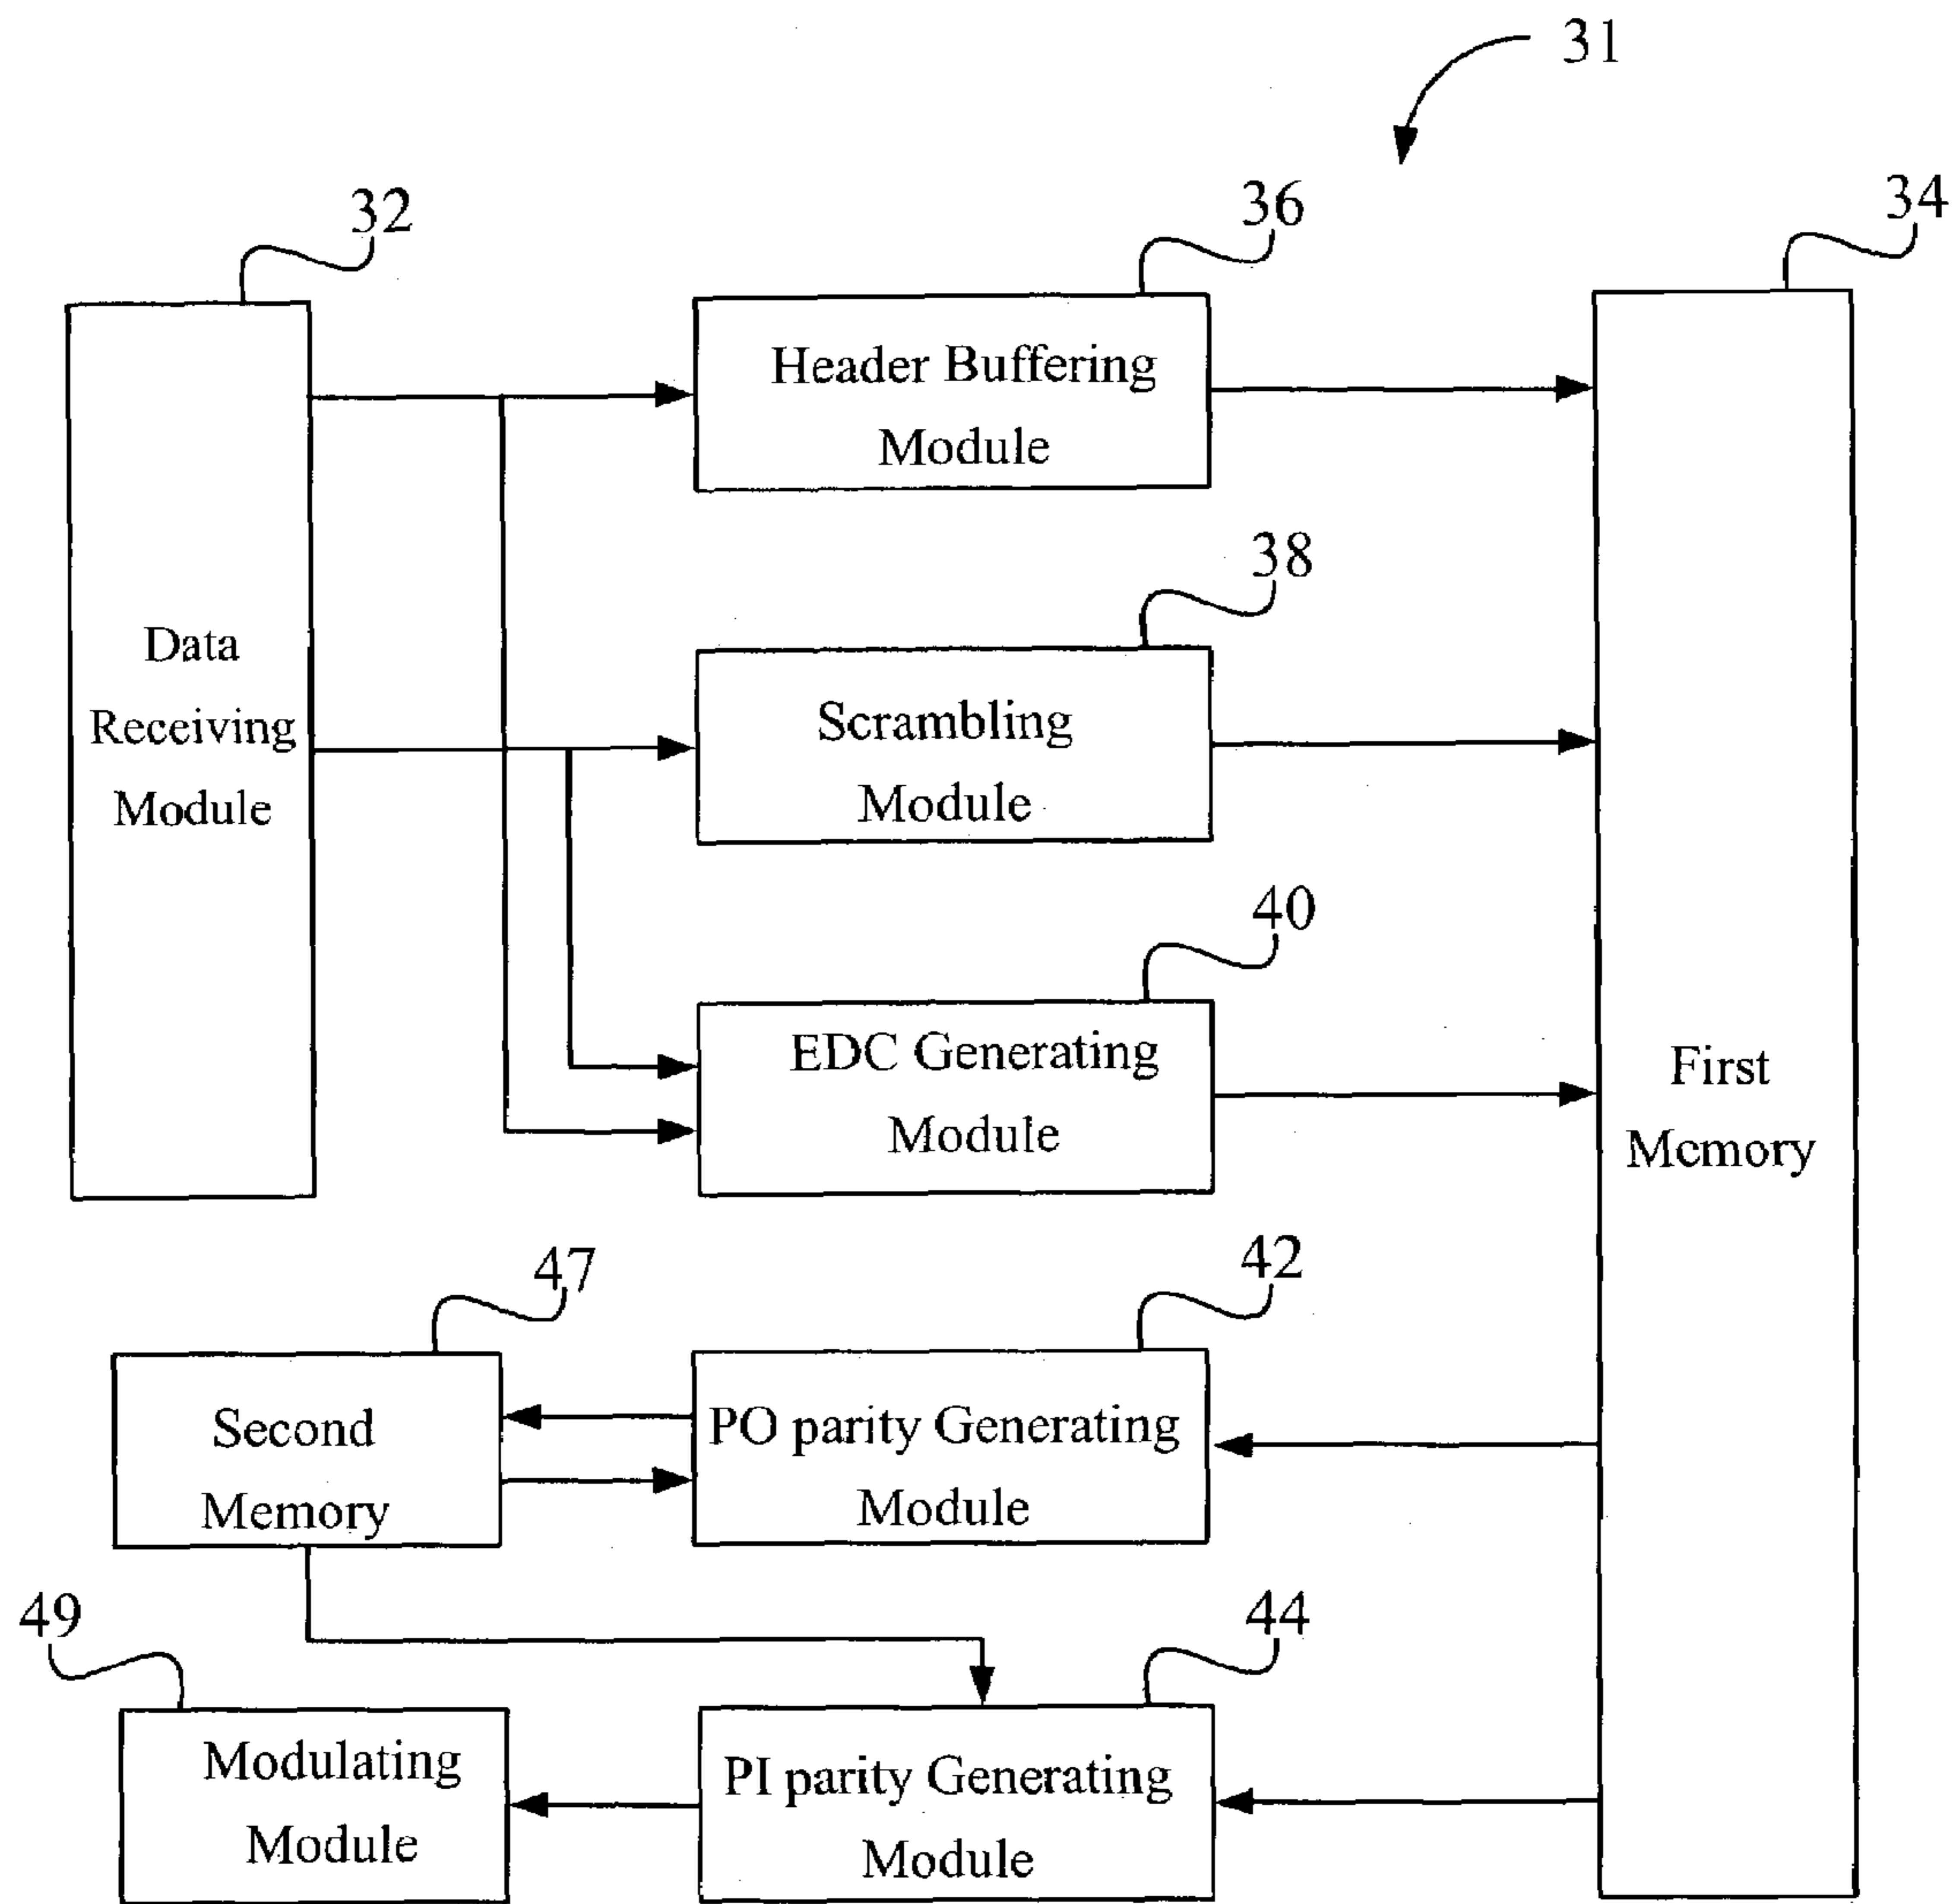 31
32
36
34
Header Buffering
Module
38
Data
Receiving
Module
Scrambling
Module
40
EDC Generating
Module
First
Memory
47
42
Second
Memory
PO parity Generating
Module
49
44
Modulating
Module
PI parity Generating
Module